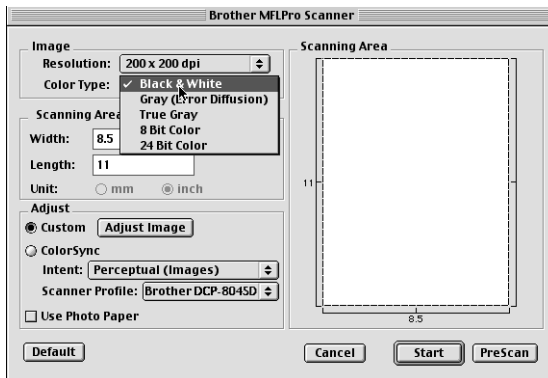 Brother MFLPro Scanner
Image
Resolution: 200 x 200 dpi
Color Type: ✓ Black & White
Gray (Error Diffusion)
True Gray
8 Bit Color
24 Bit Color
Scanning Area
Width: 8.5
Length: 11
Unit: mm inch
Adjust
Custom Adjust Image
ColorSync
Intent: Perceptual (Images)
Scanner Profile: Brother DCP-8045D
Use Photo Paper
Default
Scanning Area
11
8.5
Cancel Start PreScan